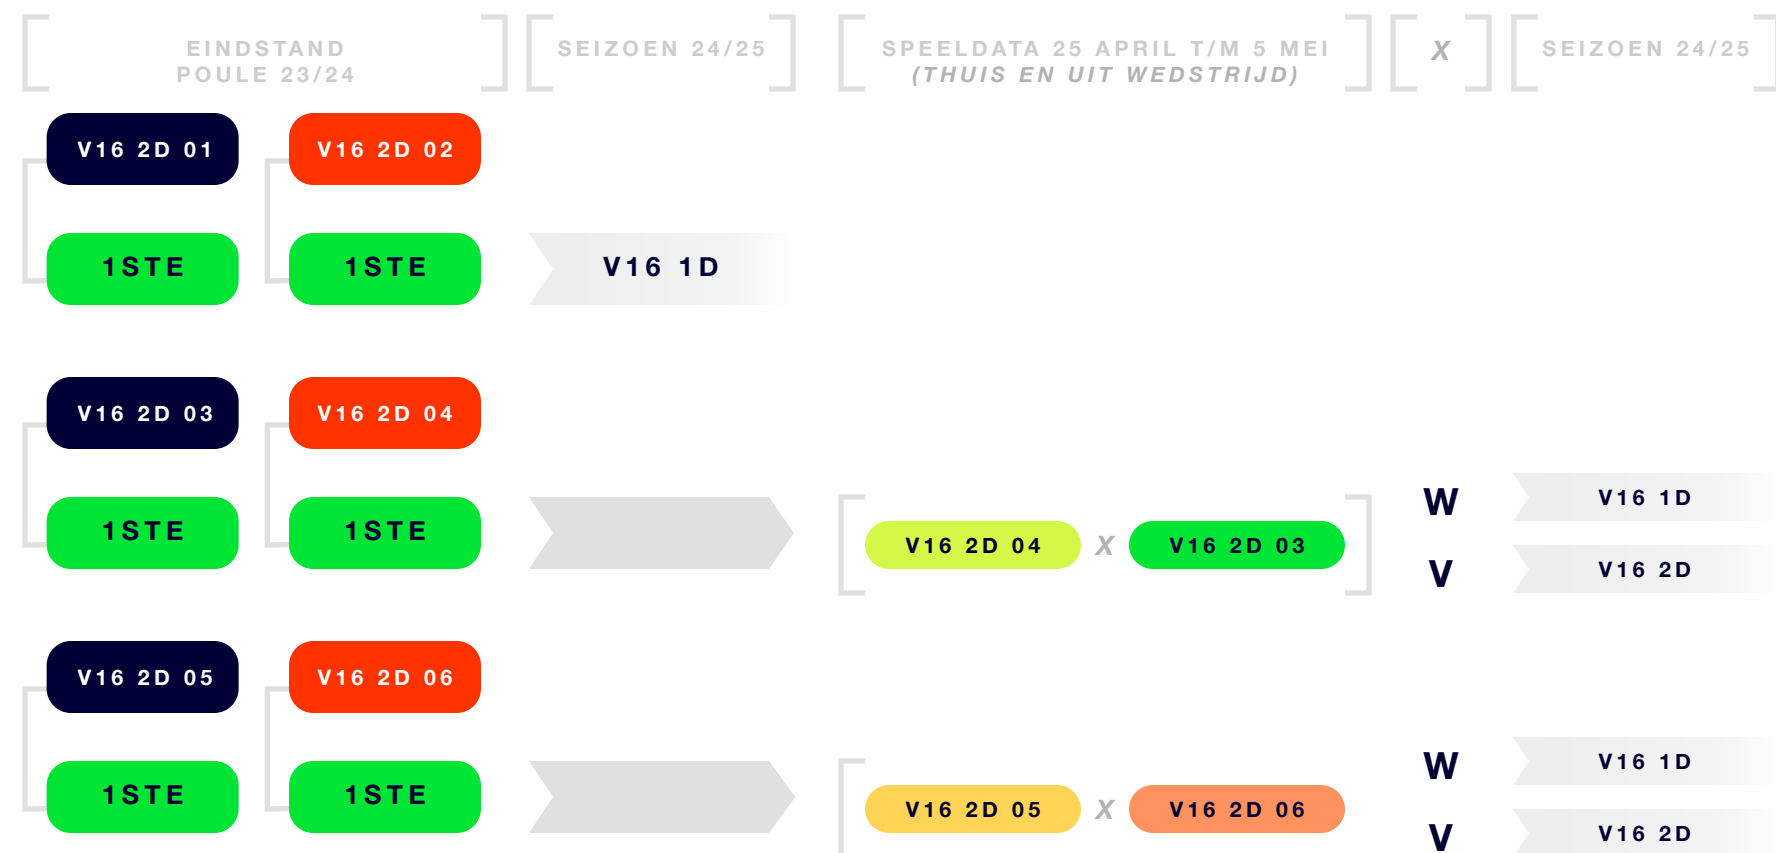 EINDSTAND
POULE 23/24
SEIZOEN 24/25
SPEELDATA 25 APRIL T/M 5 MEI
(THUIS EN UIT WEDSTRIJD)
X
SEIZOEN 24/25
V16 2D 01
V16 2D 02
1STE
1STE
V16 1D
V16 2D 03
V16 2D 04
1STE
1STE
V16 2D 04
X
V16 2D 03
W
V16 1D
V
V16 2D
V16 2D 05
V16 2D 06
1STE
1STE
V16 2D 05
X
V16 2D 06
W
V16 1D
V
V16 2D